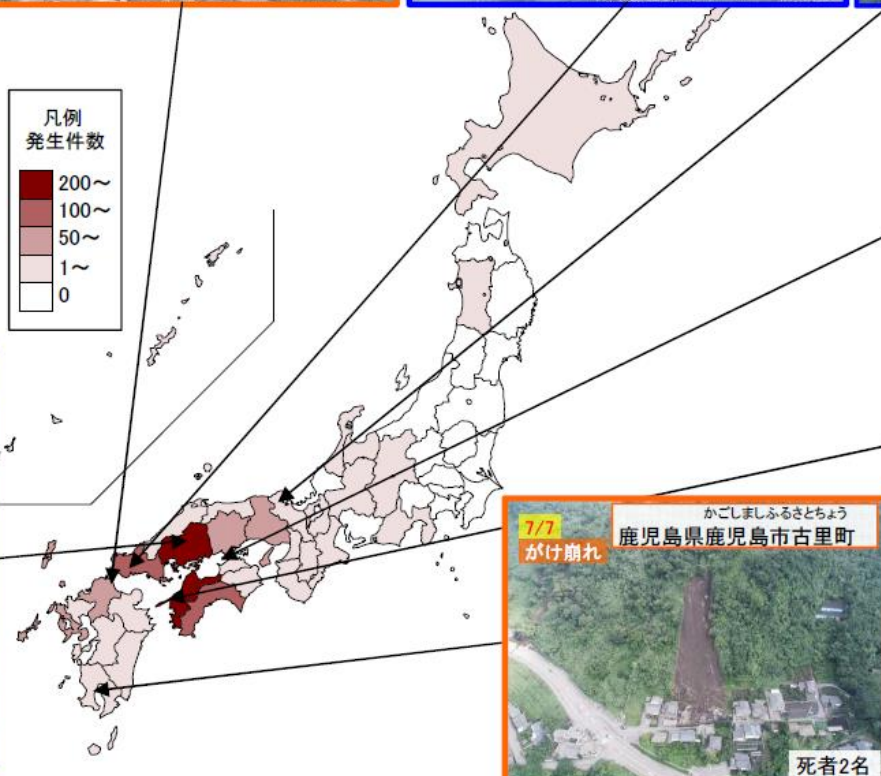 凡例
発生件数
200～
100～
50～
1～
0
7/7
がけ崩れ
かごしましふるさとちょう
鹿児島県鹿児島市古里町
死者2名